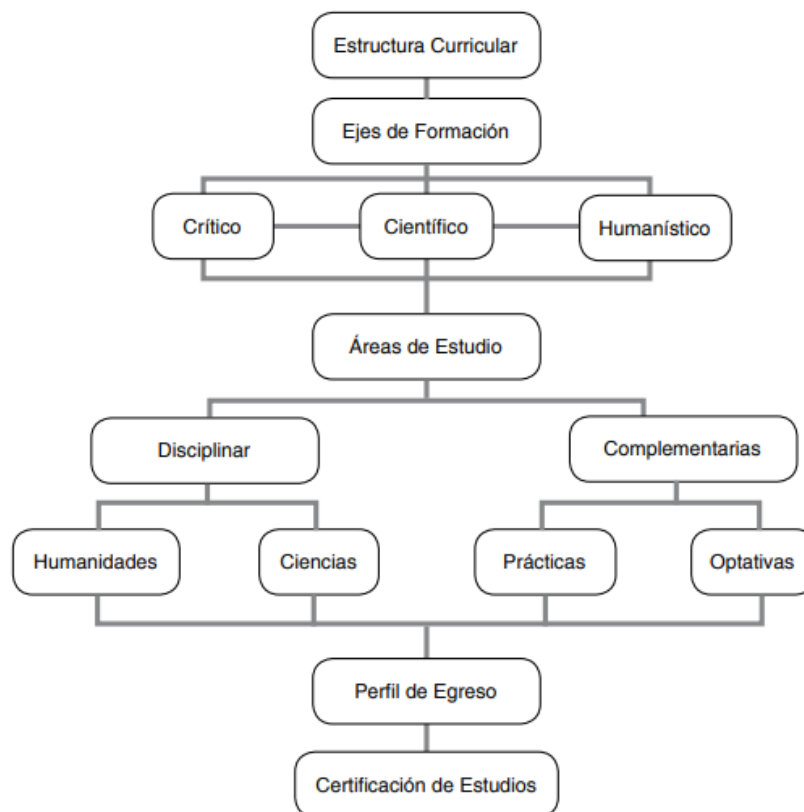 Estructura Curricular
Ejes de Formación
Crítico
Científico
Humanístico
Áreas de Estudio
Disciplinar
Complementarias
Humanidades
Ciencias
Prácticas
Optativas
Perfil de Egreso
Certificación de Estudios